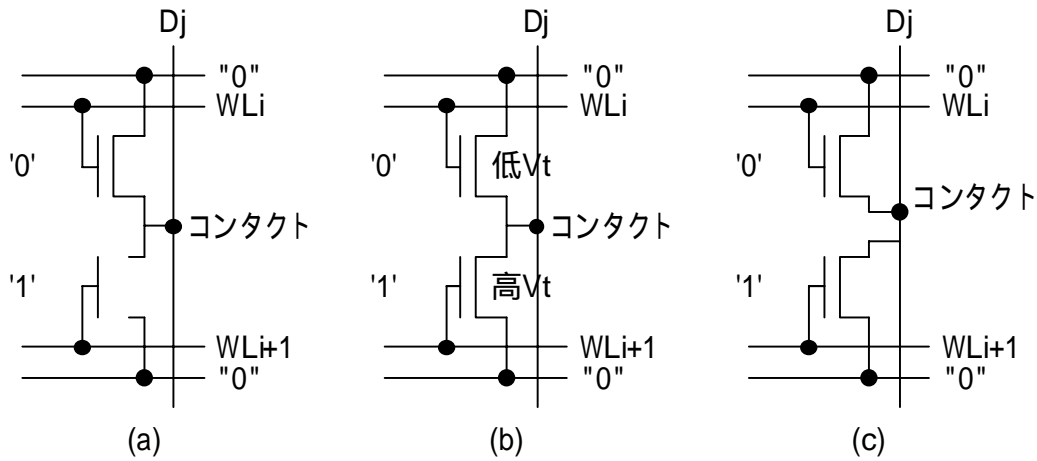 Dj
"0"
WLi
'0'
コンタクト
'1'
WLi+1
"0"
(a)
Dj
"0"
WLi
'0'
低Vt
コンタクト
'1'
高Vt
WLi+1
"0"
(b)
Dj
"0"
WLi
'0'
コンタクト
'1'
WLi+1
"0"
(c)